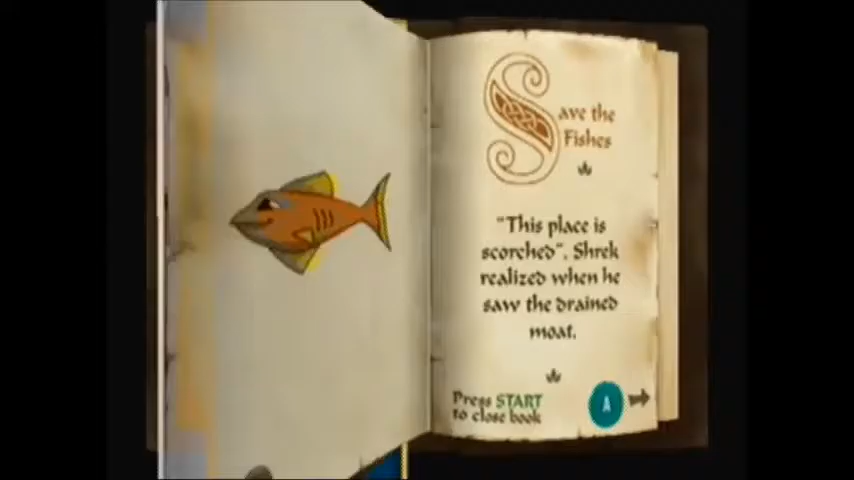 Save the
Fishes
"This place is
scorched". Shrek
realized when he
saw the drained
moat.
Press START
to close book
A